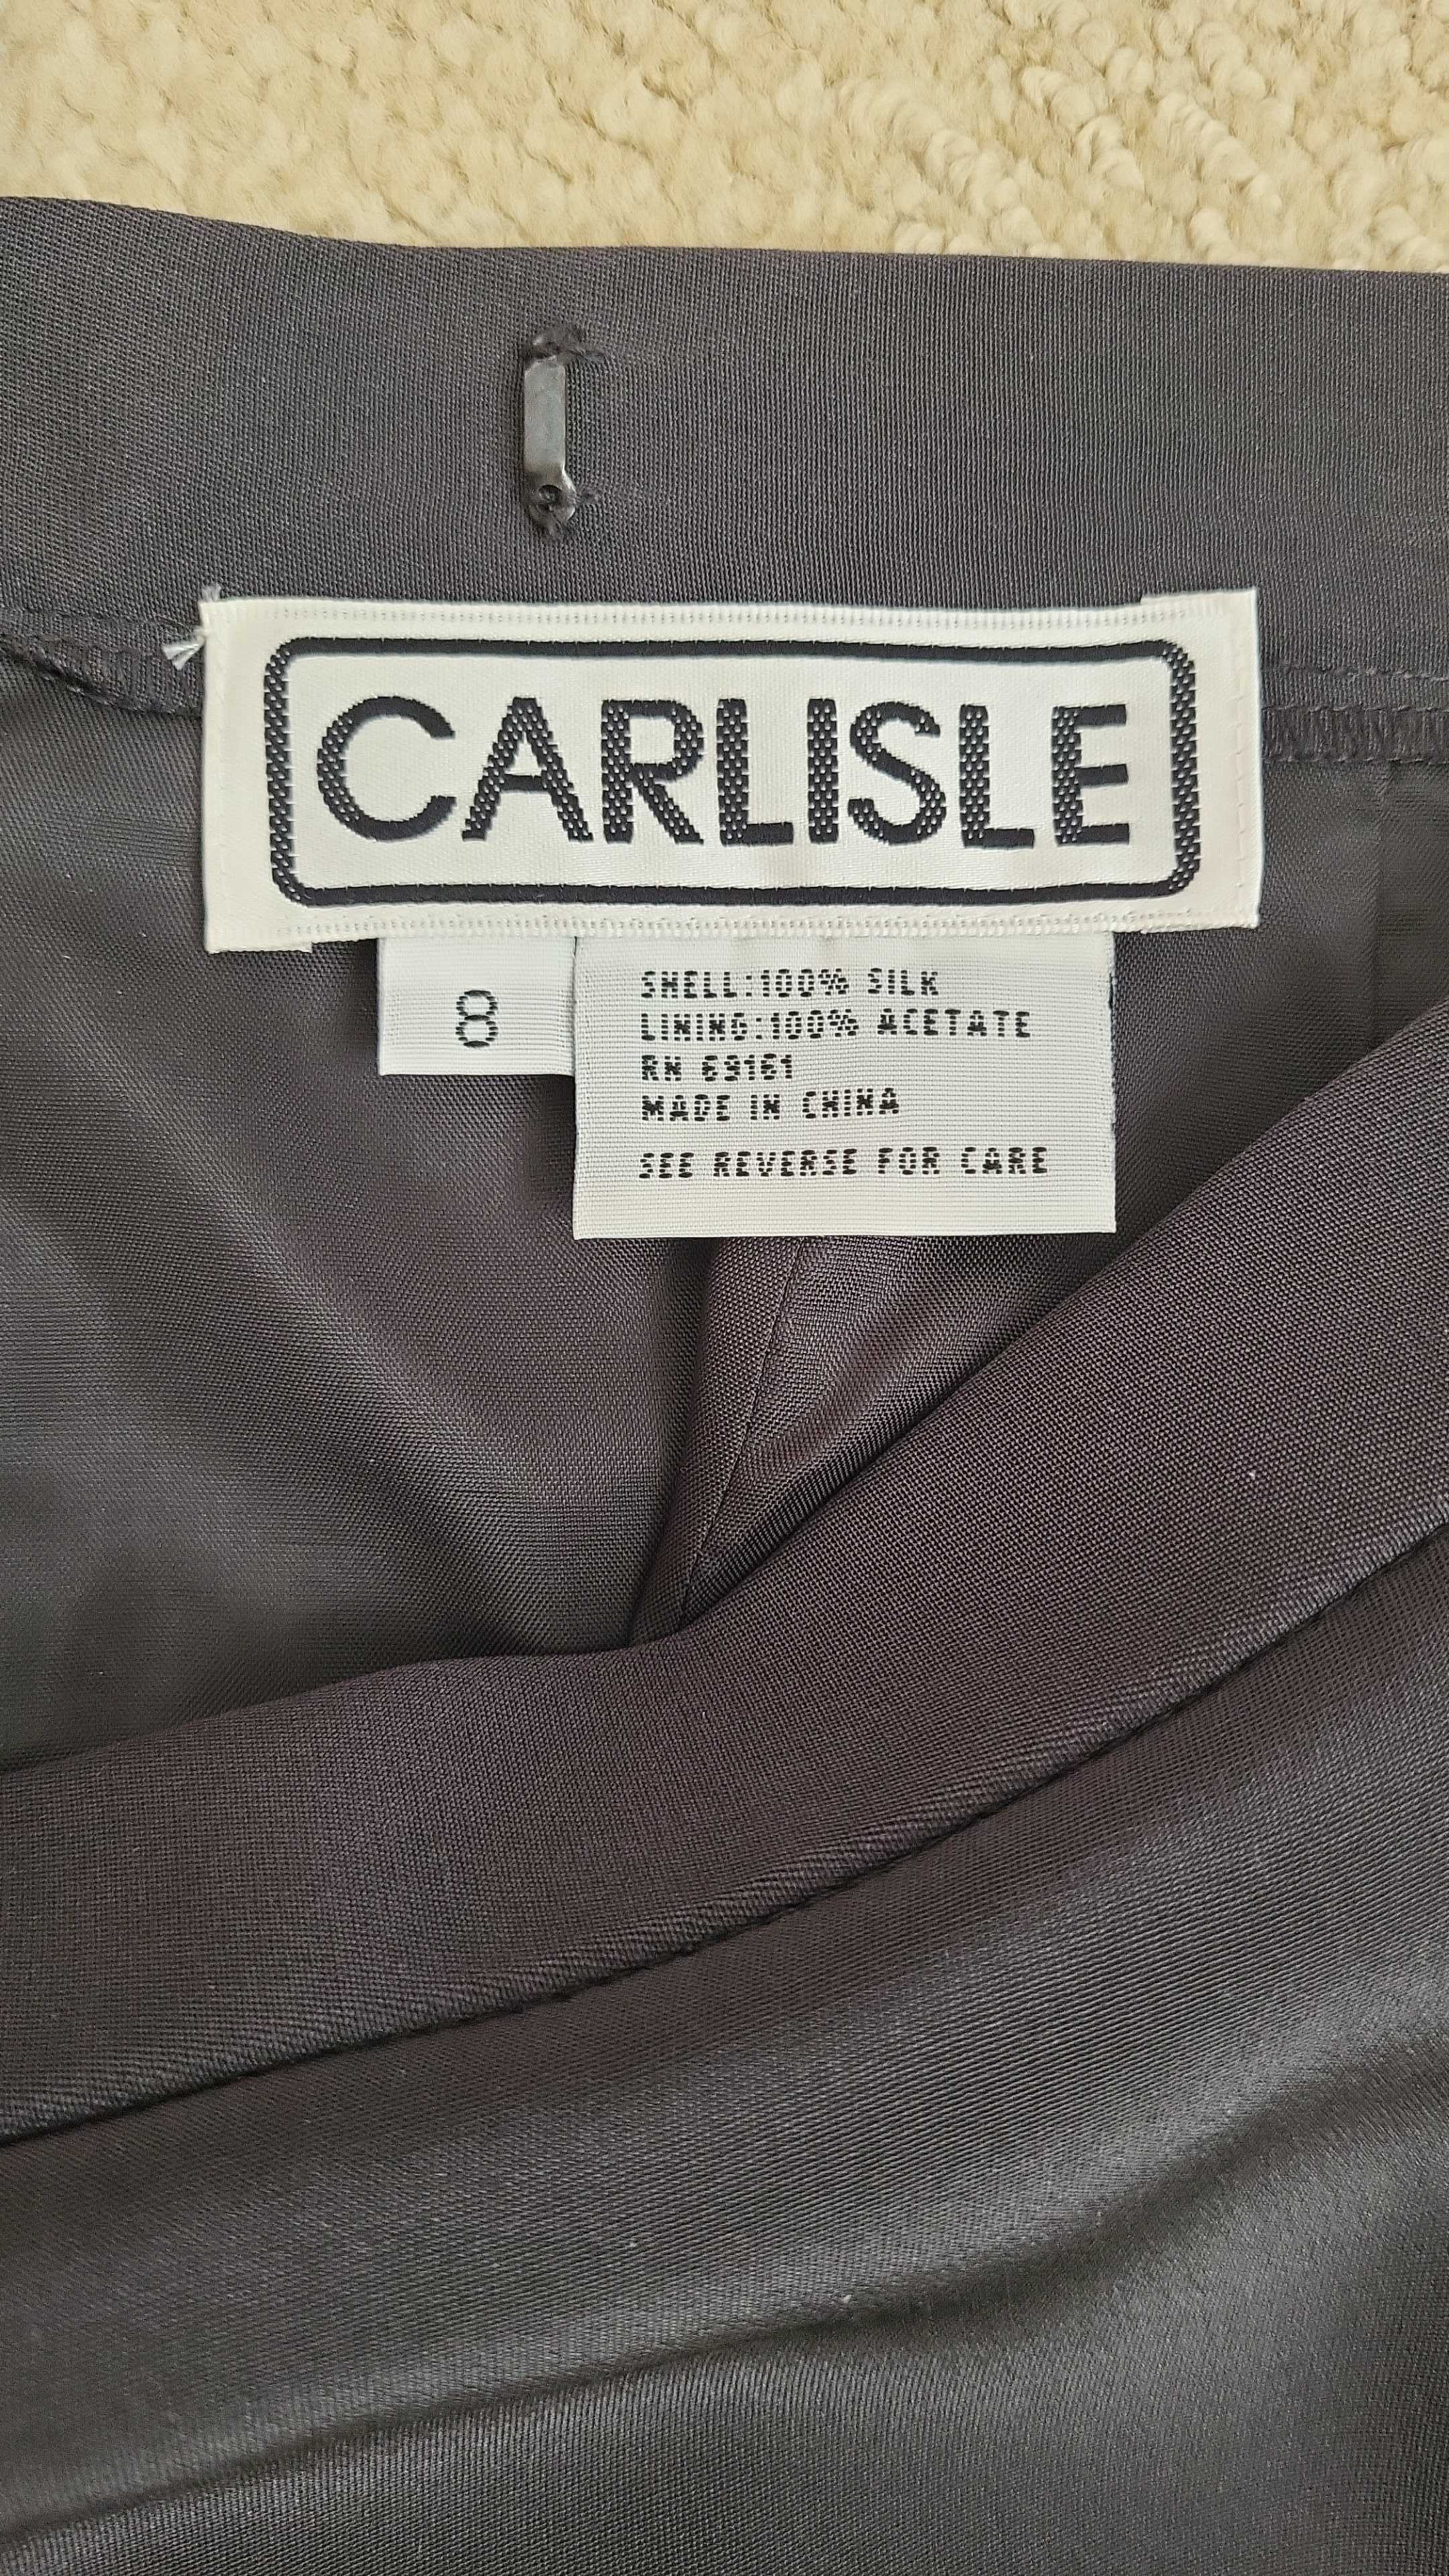 CARLISLE
8
SHELL:100% SILK
LINING:100% ACETATE
RN 69161
MADE IN CHINA
SEE REVERSE FOR CARE